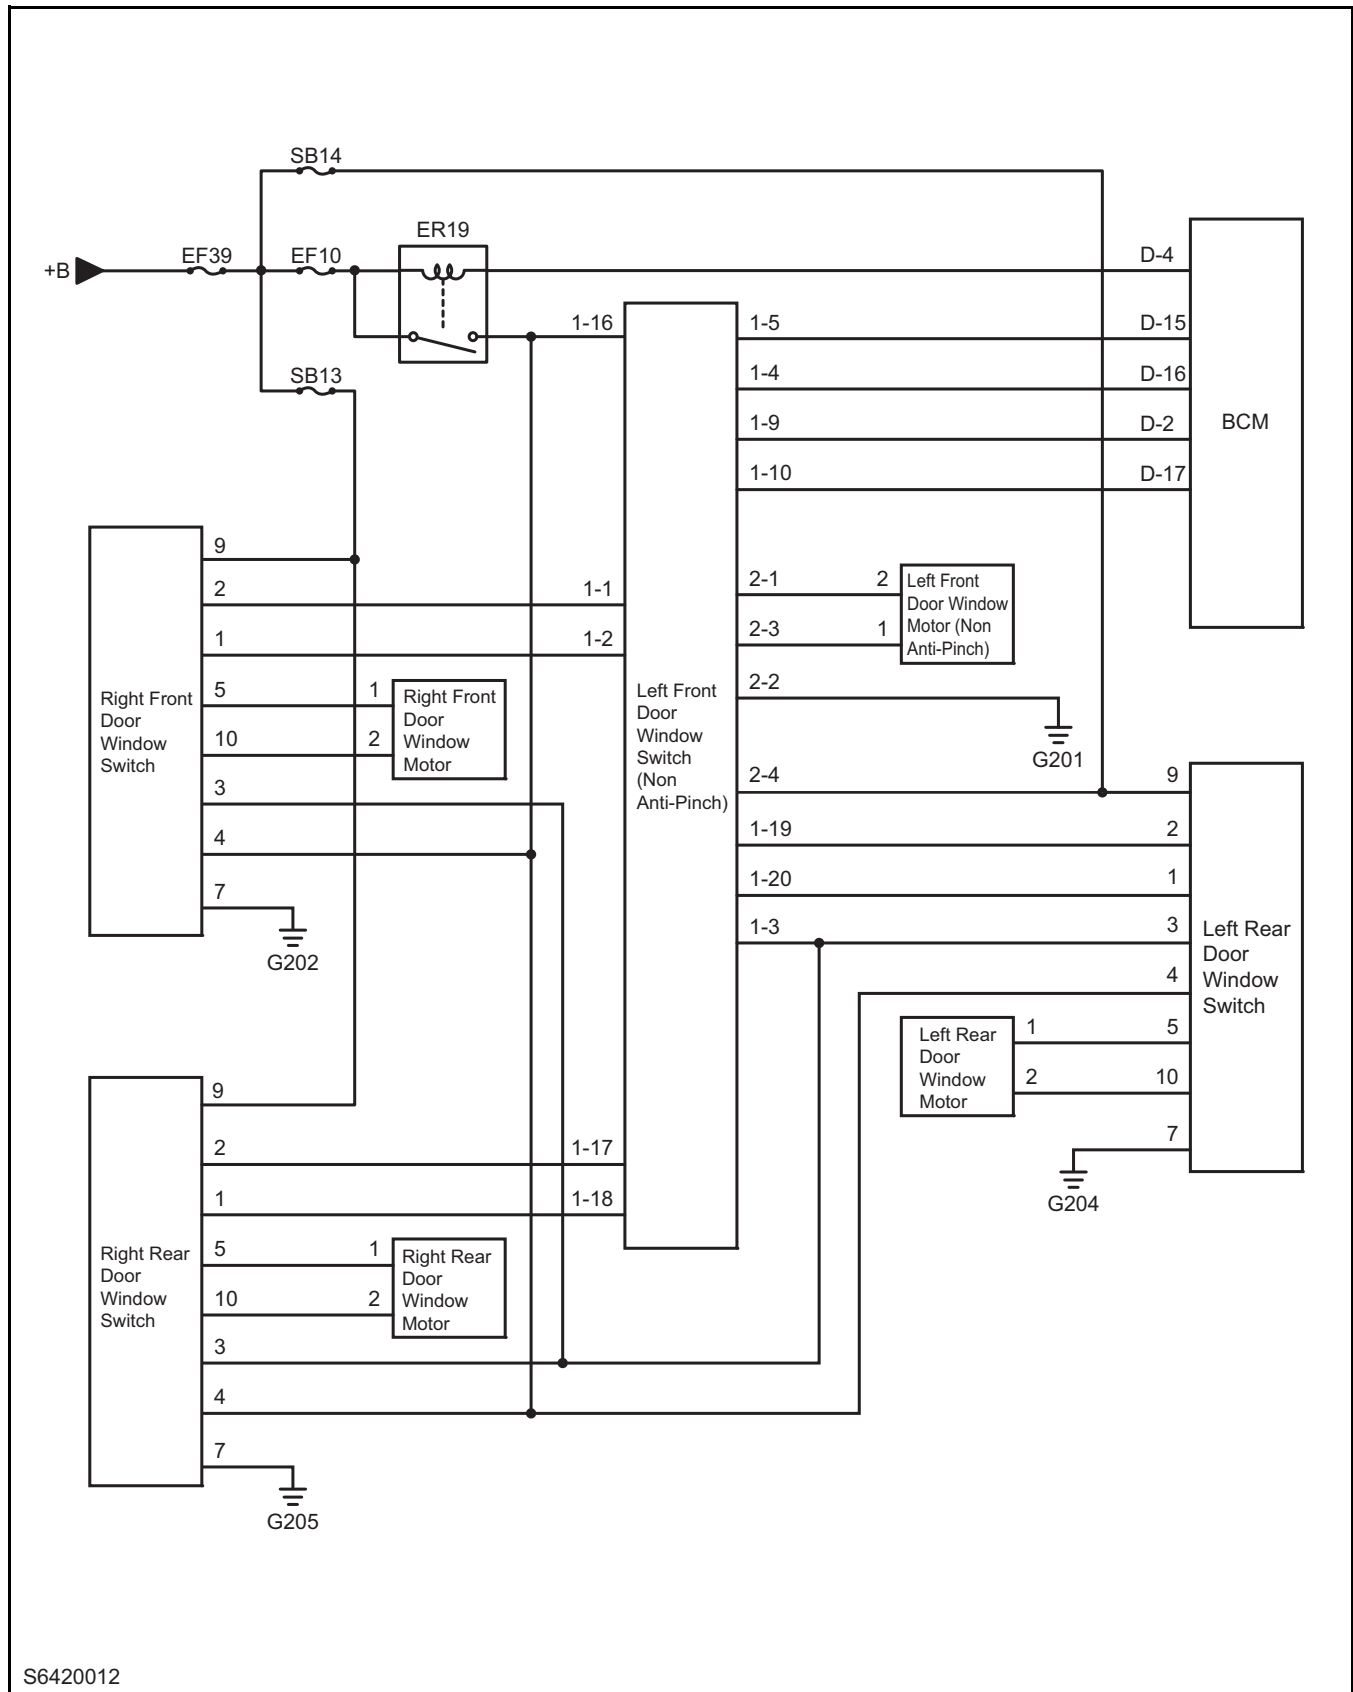 SB14
ER19
EF39
EF10
+B
D-4
1-16
1-5
D-15
SB13
1-4
D-16
1-9
D-2
BCM
1-10
D-17
9
2
1-1
2-1
2
Left Front
Door Window
Motor (Non
Anti-Pinch)
1
1-2
2-3
1
Right Front
Door
Window
Switch
5
1
Right Front
Door
Window
Motor
10
2
Left Front
Door
Window
Switch
(Non
Anti-Pinch)
2-2
G201
3
2-4
9
4
1-19
2
7
1-20
1
G202
1-3
3
Left Rear
Door
Window
Switch
4
Left Rear
Door
Window
Motor
1
5
2
10
9
7
2
1-17
G204
1
1-18
Right Rear
Door
Window
Switch
5
1
Right Rear
Door
Window
Motor
10
2
3
4
7
G205
S6420012